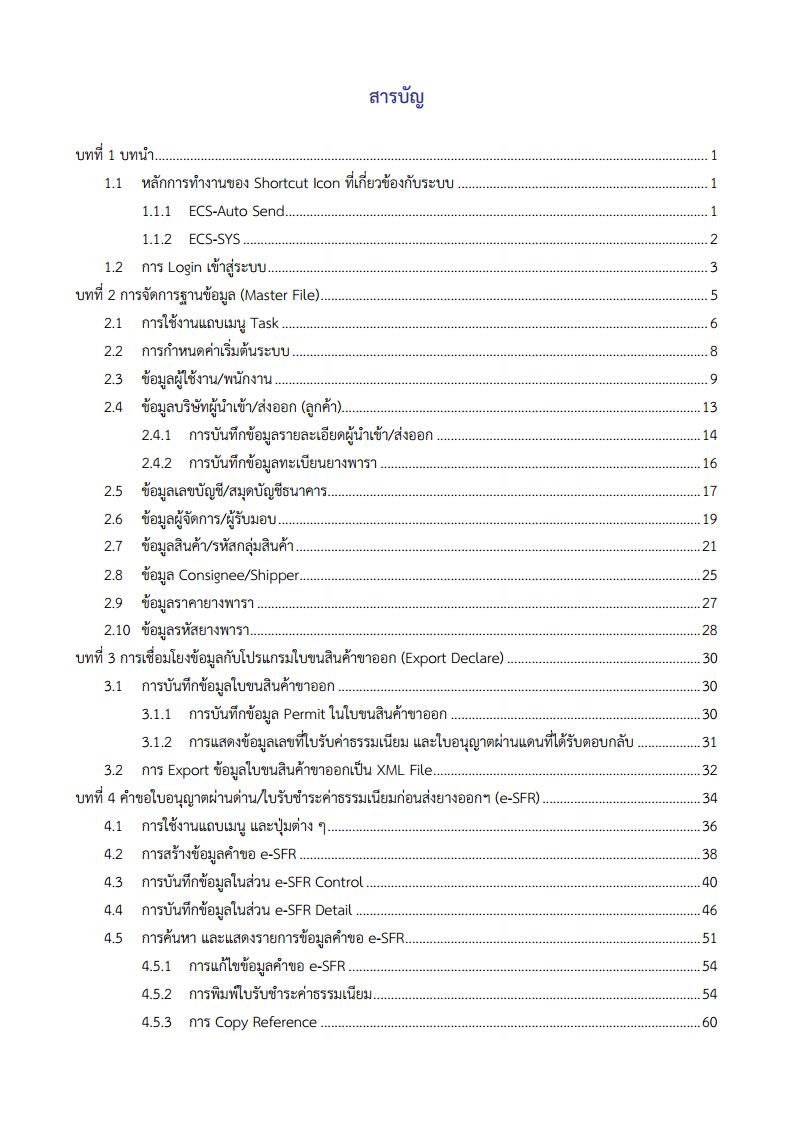 สารบัญ
บทที่ 1 บทนำ.......... 1
1.1 หลักการทำงานของ Shortcut Icon ที่เกี่ยวข้องกับระบบ .......... 1
1.1.1 ECS-Auto Send.......... 1
1.1.2 ECS-SYS .......... 2
1.2 การ Login เข้าสู่ระบบ.......... 3
บทที่ 2 การจัดการฐานข้อมูล (Master File).......... 5
2.1 การใช้งานแถบเมนู Task .......... 6
2.2 การกำหนดค่าเริ่มต้นระบบ .......... 8
2.3 ข้อมูลผู้ใช้งาน/พนักงาน .......... 9
2.4 ข้อมูลบริษัทผู้นำเข้า/ส่งออก (ลูกค้า).......... 13
2.4.1 การบันทึกข้อมูลรายละเอียดผู้นำเข้า/ส่งออก .......... 14
2.4.2 การบันทึกข้อมูลทะเบียนยางพารา .......... 16
2.5 ข้อมูลเลขบัญชี/สมุดบัญชีธนาคาร.......... 17
2.6 ข้อมูลผู้จัดการ/ผู้รับมอบ.......... 19
2.7 ข้อมูลสินค้า/รหัสกลุ่มสินค้า.......... 21
2.8 ข้อมูล Consignee/Shipper.......... 25
2.9 ข้อมูลราคายางพารา .......... 27
2.10 ข้อมูลรหัสยางพารา.......... 28
บทที่ 3 การเชื่อมโยงข้อมูลกับโปรแกรมใบขนสินค้าขาออก (Export Declare) .......... 30
3.1 การบันทึกข้อมูลใบขนสินค้าขาออก .......... 30
3.1.1 การบันทึกข้อมูล Permit ในใบขนสินค้าขาออก .......... 30
3.1.2 การแสดงข้อมูลเลขที่ใบรับค่าธรรมเนียม และใบอนุญาตผ่านแดนที่ได้รับตอบกลับ .......... 31
3.2 การ Export ข้อมูลใบขนสินค้าขาออกเป็น XML File.......... 32
บทที่ 4 คำขอใบอนุญาตผ่านด่าน/ใบรับชำระค่าธรรมเนียมก่อนส่งยางออกฯ (e-SFR) .......... 34
4.1 การใช้งานแถบเมนู และปุ่มต่าง ๆ.......... 36
4.2 การสร้างข้อมูลคำขอ e-SFR .......... 38
4.3 การบันทึกข้อมูลในส่วน e-SFR Control .......... 40
4.4 การบันทึกข้อมูลในส่วน e-SFR Detail .......... 46
4.5 การค้นหา และแสดงรายการข้อมูลคำขอ e-SFR.......... 51
4.5.1 การแก้ไขข้อมูลคำขอ e-SFR .......... 54
4.5.2 การพิมพ์ใบรับชำระค่าธรรมเนียม.......... 54
4.5.3 การ Copy Reference .......... 60